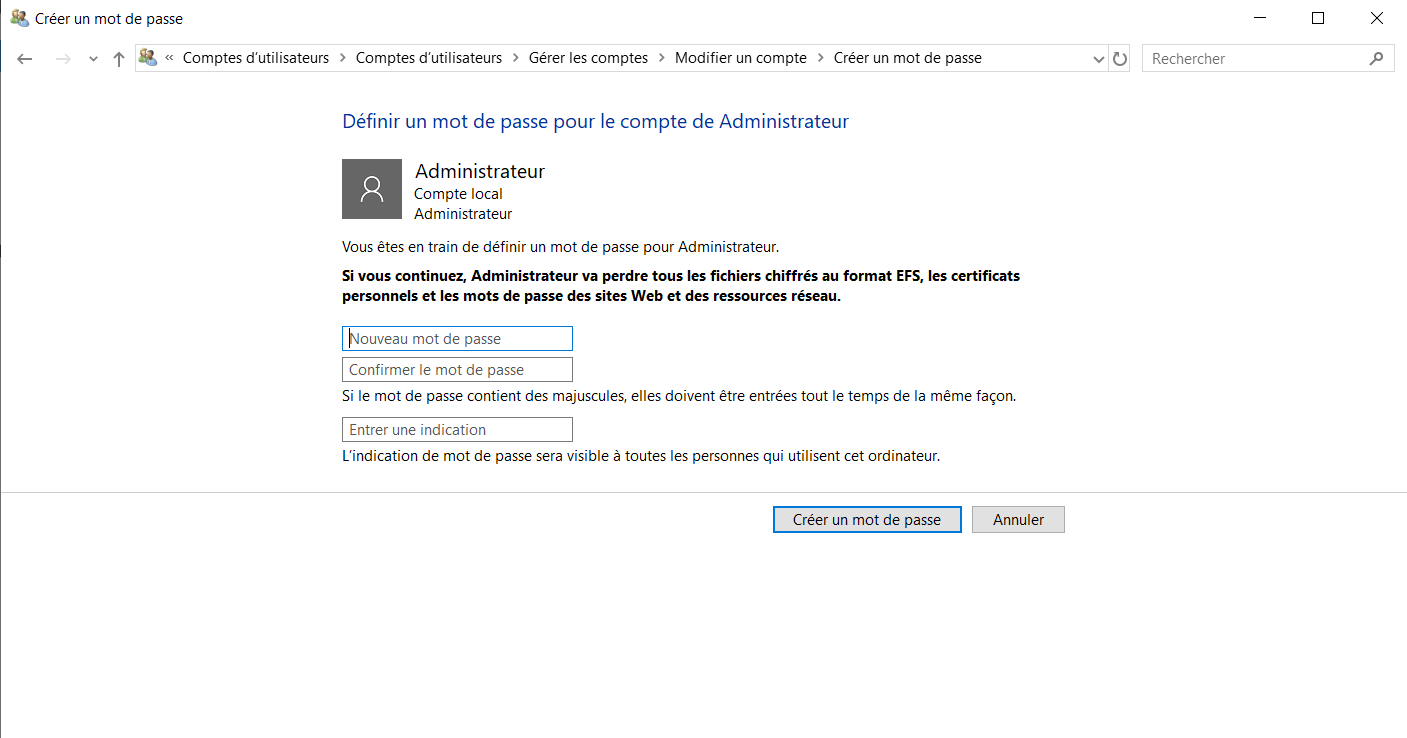 Créer un mot de passe
« Comptes d’utilisateurs > Comptes d’utilisateurs > Gérer les comptes > Modifier un compte > Créer un mot de passe
Rechercher
Définir un mot de passe pour le compte de Administrateur
Administrateur
Compte local
Administrateur
Vous êtes en train de définir un mot de passe pour Administrateur.
Si vous continuez, Administrateur va perdre tous les fichiers chiffrés au format EFS, les certificats
personnels et les mots de passe des sites Web et des ressources réseau.
Nouveau mot de passe
Confirmer le mot de passe
Si le mot de passe contient des majuscules, elles doivent être entrées tout le temps de la même façon.
Entrer une indication
L’indication de mot de passe sera visible à toutes les personnes qui utilisent cet ordinateur.
Créer un mot de passe
Annuler